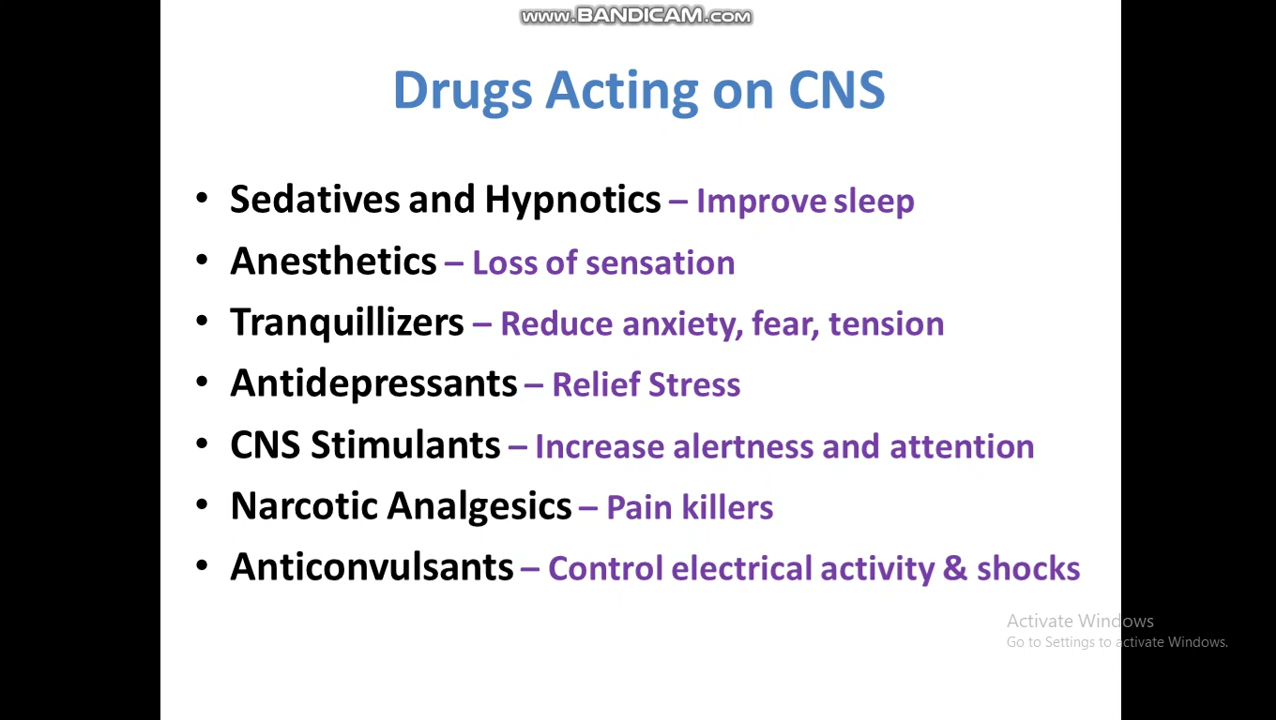 www.BANDICAM.com
Drugs Acting on CNS
• Sedatives and Hypnotics – Improve sleep
• Anesthetics – Loss of sensation
• Tranquillizers – Reduce anxiety, fear, tension
• Antidepressants – Relief Stress
• CNS Stimulants – Increase alertness and attention
• Narcotic Analgesics – Pain killers
• Anticonvulsants – Control electrical activity & shocks
Activate Windows
Go to Settings to activate Windows.